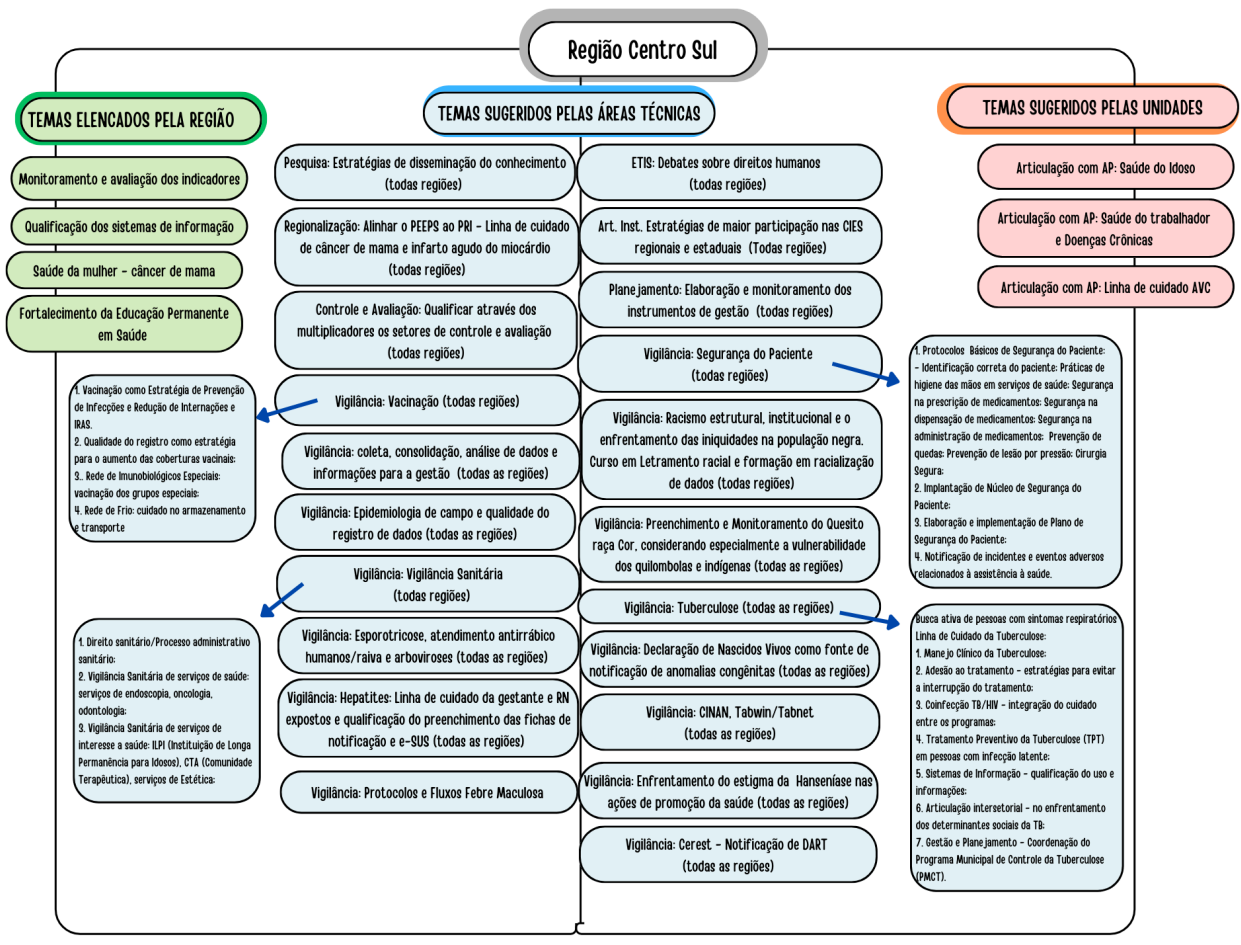 Região Centro Sul
TEMAS ELENCADOS PELA REGIÃO
Monitoramento e avaliação dos indicadores
Qualificação dos sistemas de informação
Saúde da mulher - câncer de mama
Fortalecimento da Educação Permanente
em Saúde
1. Vacinação como Estratégia de Prevenção
de Infecções e Redução de Internações e
IRAS.
2. Qualidade do registro como estratégia
para o aumento das coberturas vacinais;
3.. Rede de Imunobiológicos Especiais:
vacinação dos grupos especiais;
4. Rede de Frio: cuidado no armazenamento
e transporte
1. Direito sanitário/Processo administrativo
sanitário;
2. Vigilância Sanitária de serviços de saúde:
serviços de endoscopia, oncologia,
odontologia;
3. Vigilância Sanitária de serviços de
interesse a saúde: ILPI (Instituição de Longa
Permanência para Idosos), CTA (Comunidade
Terapêutica), serviços de Estética;
TEMAS SUGERIDOS PELAS ÁREAS TÉCNICAS
Pesquisa: Estratégias de disseminação do conhecimento
(todas regiões)
Regionalização: Alinhar o PEEPS ao PRI - Linha de cuidado
de câncer de mama e infarto agudo do miocárdio
(todas regiões)
Controle e Avaliação: Qualificar através dos
multiplicadores os setores de controle e avaliação
(todas regiões)
Vigilância: Vacinação (todas regiões)
Vigilância: coleta, consolidação, análise de dados e
informações para a gestão (todas as regiões)
Vigilância: Epidemiologia de campo e qualidade do
registro de dados (todas as regiões)
Vigilância: Vigilância Sanitária
(todas regiões)
Vigilância: Esporotricose, atendimento antirrábico
humanos/raiva e arboviroses (todas as regiões)
Vigilância: Hepatites: Linha de cuidado da gestante e RN
expostos e qualificação do preenchimento das fichas de
notificação e e-SUS (todas as regiões)
Vigilância: Protocolos e Fluxos Febre Maculosa
ETIS: Debates sobre direitos humanos
(todas regiões)
Art. Inst. Estratégias de maior participação nas CIES
regionais e estaduais (Todas regiões)
Planejamento: Elaboração e monitoramento dos
instrumentos de gestão (todas regiões)
Vigilância: Segurança do Paciente
(todas regiões)
Vigilância: Racismo estrutural, institucional e o
enfrentamento das iniquidades na população negra.
Curso em Letramento racial e formação em racialização
de dados (todas regiões)
Vigilância: Preenchimento e Monitoramento do Quesito
raça Cor, considerando especialmente a vulnerabilidade
dos quilombolas e indígenas (todas as regiões)
Vigilância: Tuberculose (todas as regiões)
Vigilância: Declaração de Nascidos Vivos como fonte de
notificação de anomalias congênitas (todas as regiões)
Vigilância: CINAN, Tabwin/Tabnet
(todas as regiões)
Vigilância: Enfrentamento do estigma da Hanseníase nas
ações de promoção da saúde (todas as regiões)
Vigilância: Cerest - Notificação de DART
(todas as regiões)
TEMAS SUGERIDOS PELAS UNIDADES
Articulação com AP: Saúde do Idoso
Articulação com AP: Saúde do trabalhador
e Doenças Crônicas
Articulação com AP: Linha de cuidado AVC
1. Protocolos Básicos de Segurança do Paciente:
- Identificação correta do paciente; Práticas de
higiene das mãos em serviços de saúde; Segurança
na prescrição de medicamentos; Segurança na
dispensação de medicamentos; Segurança na
administração de medicamentos; Prevenção de
quedas; Prevenção de lesão por pressão; Cirurgia
Segura;
2. Implantação de Núcleo de Segurança do
Paciente;
3. Elaboração e implementação de Plano de
Segurança do Paciente;
4. Notificação de incidentes e eventos adversos
relacionados à assistência à saúde.
Busca ativa de pessoas com sintomas respiratórios
Linha de Cuidado da Tuberculose:
1. Manejo Clínico da Tuberculose;
2. Adesão ao tratamento - estratégias para evitar
a interrupção do tratamento;
3. Coinfecção TB/HIV - integração do cuidado
entre os programas;
4. Tratamento Preventivo da Tuberculose (TPT)
em pessoas com infecção latente;
5. Sistemas de Informação - qualificação do uso e
informações;
6. Articulação intersetorial - no enfrentamento
dos determinantes sociais da TB;
7. Gestão e Planejamento - Coordenação do
Programa Municipal de Controle da Tuberculose
(PMCT).